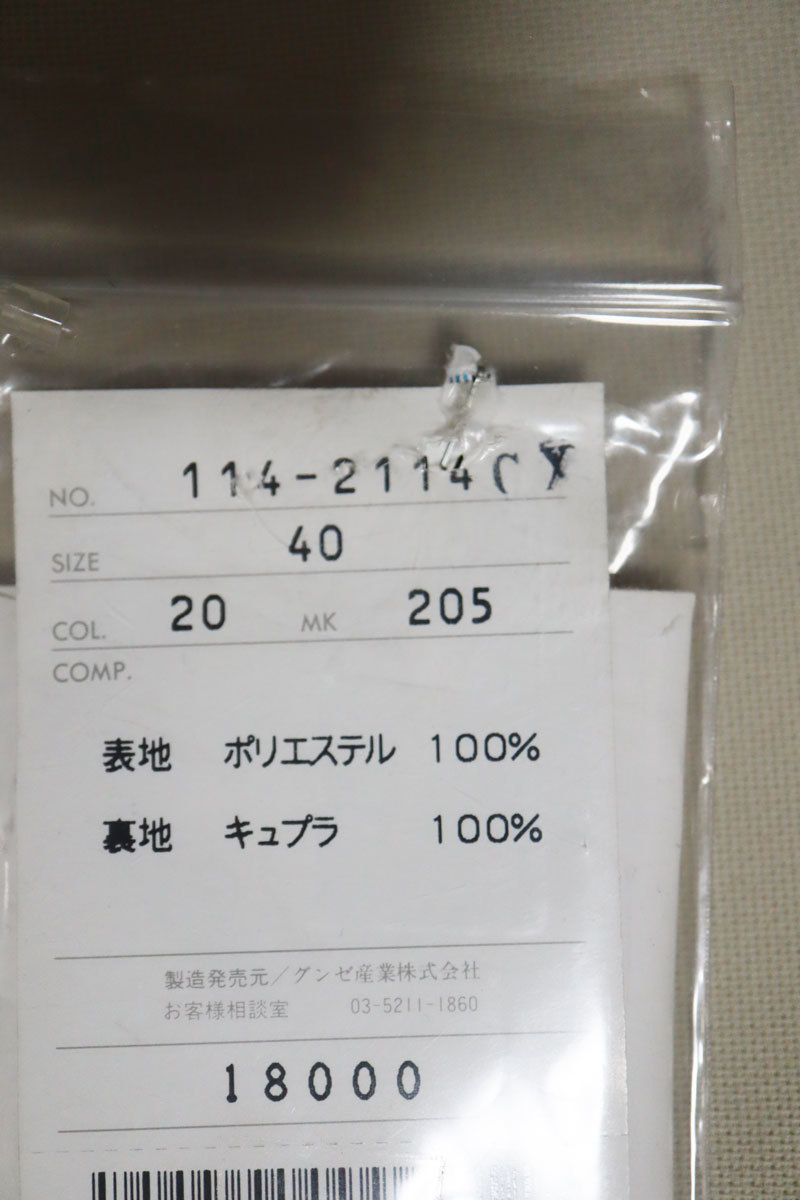 NO. 114-2114
SIZE 40
COL. 20 MK 205
COMP.
表地 ポリエステル 100%
裏地 キュプラ 100%
製造発売元/グンゼ産業株式会社
お客様相談室 03-5211-1860
18000